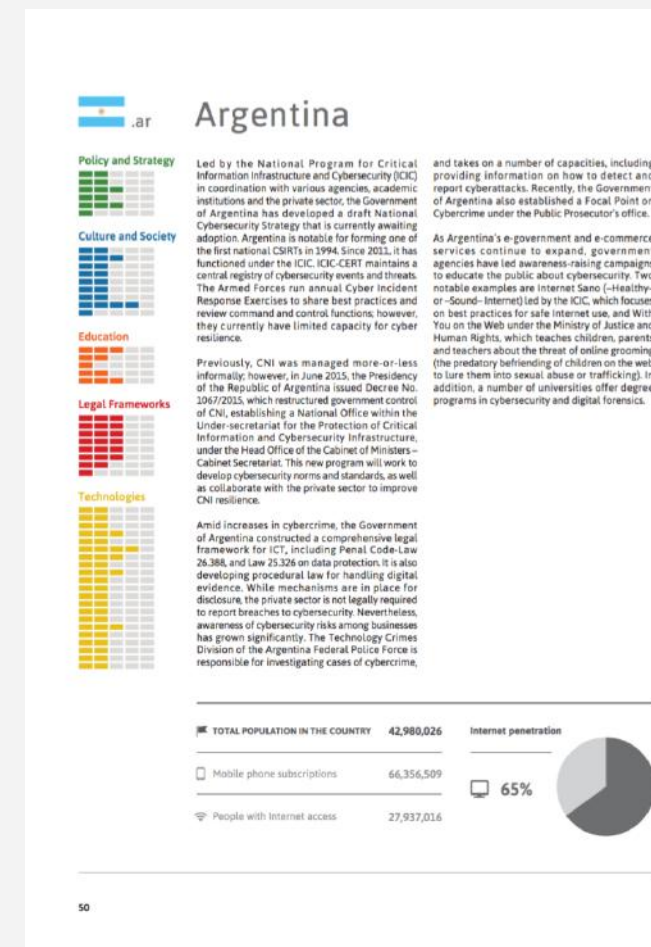 .ar
Argentina
Policy and Strategy
Culture and Society
Education
Legal Frameworks
Technologies
Led by the National Program for Critical
Information Infrastructure and Cybersecurity (ICIC)
in coordination with various agencies, academic
institutions and the private sector, the Government
of Argentina has developed a draft National
Cybersecurity Strategy that is currently awaiting
adoption. Argentina is notable for forming one of
the first national CSIRTs in 1994. Since 2011, it has
functioned under the ICIC. ICIC-CERT maintains a
central registry of cybersecurity events and threats.
The Armed Forces run annual Cyber Incident
Response Exercises to share best practices and
review command and control functions; however,
they currently have limited capacity for cyber
resilience.
Previously, CNI was managed more-or-less
informally; however, in June 2015, the Presidency
of the Republic of Argentina issued Decree No.
1067/2015, which restructured government control
of CNI, establishing a National Office within the
Under-secretariat for the Protection of Critical
Information and Cybersecurity Infrastructure,
under the Head Office of the Cabinet of Ministers–
Cabinet Secretariat. This new program will work to
develop cybersecurity norms and standards, as well
as collaborate with the private sector to improve
CNI resilience.
Amid increases in cybercrime, the Government
of Argentina constructed a comprehensive legal
framework for ICT, including Penal Code-Law
26.388, and Law 25.326 on data protection. It is also
developing procedural law for handling digital
evidence. While mechanisms are in place for
disclosure, the private sector is not legally required
to report breaches to cybersecurity. Nevertheless,
awareness of cybersecurity risks among businesses
has grown significantly. The Technology Crimes
Division of the Argentina Federal Police Force is
responsible for investigating cases of cybercrime,
and takes on a number of capacities, including
providing information on how to detect and
report cyberattacks. Recently, the Government
of Argentina also established a Focal Point on
Cybercrime under the Public Prosecutor's office.
As Argentina's e-government and e-commerce
services continue to expand, government
agencies have led awareness-raising campaigns
to educate the public about cybersecurity. Two
notable examples are Internet Sano (–Healthy–
or –Sound– Internet) led by the ICIC, which focuses
on best practices for safe Internet use, and With
You on the Web under the Ministry of Justice and
Human Rights, which teaches children, parents
and teachers about the threat of online grooming
(the predatory befriending of children on the web
to lure them into sexual abuse or trafficking). In
addition, a number of universities offer degree
programs in cybersecurity and digital forensics.
TOTAL POPULATION IN THE COUNTRY 42,980,026
Mobile phone subscriptions 66,356,509
People with Internet access 27,937,016
Internet penetration
65%
50